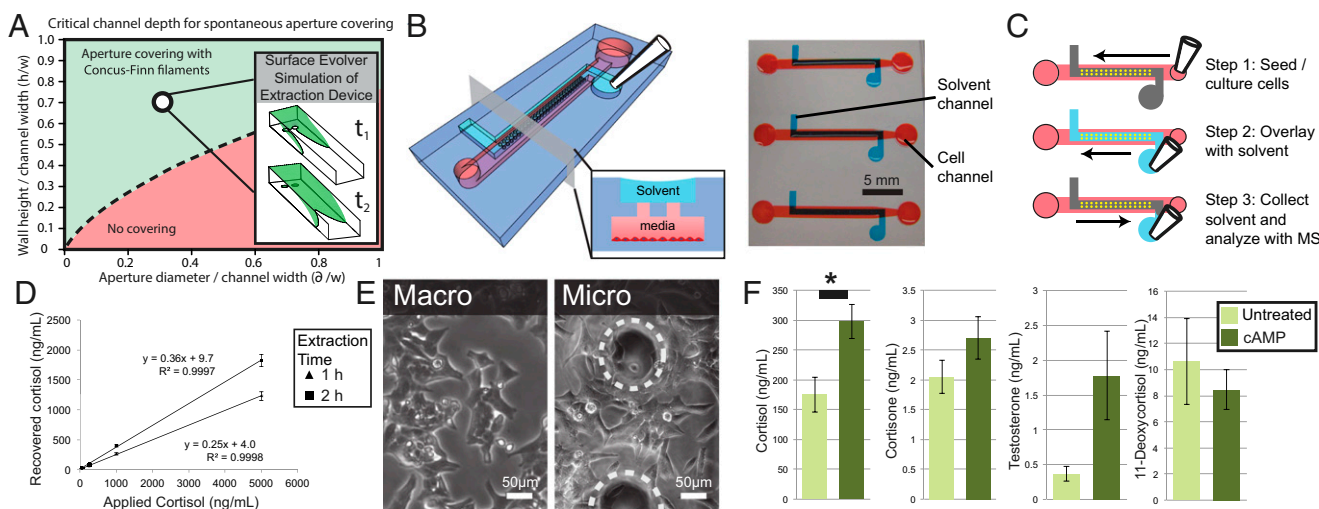 A
Critical channel depth for spontaneous aperture covering
Wall height / channel width (h/w)
1.0
0.9
0.8
0.7
0.6
0.5
0.4
0.3
0.2
0.1
0
Aperture covering with
Concus-Finn filaments
Surface Evolver
Simulation of
Extraction Device
t1
t2
No covering
0 0.2 0.4 0.6 0.8 1
Aperture diameter / channel width (∂/w)
B
Solvent
media
Solvent
channel
Cell
channel
5 mm
C
Step 1: Seed /
culture cells
Step 2: Overlay
with solvent
Step 3: Collect
solvent and
analyze with MS
D
Recovered cortisol (ng/mL)
2500
2000
1500
1000
500
0
y = 0.36x + 9.7
R² = 0.9997
y = 0.25x + 4.0
R² = 0.9998
Extraction
Time
1 h
2 h
0 1000 2000 3000 4000 5000 6000
Applied Cortisol (ng/mL)
E
Macro
50µm
Micro
50µm
F
Cortisol (ng/mL)
350
300
250
200
150
100
50
0
*
Cortisone (ng/mL)
3.5
3
2.5
2
1.5
1
0.5
0
Testosterone (ng/mL)
3
2.5
2
1.5
1
0.5
0
11-Deoxycortisol (ng/mL)
16
14
12
10
8
6
4
2
0
Untreated
cAMP